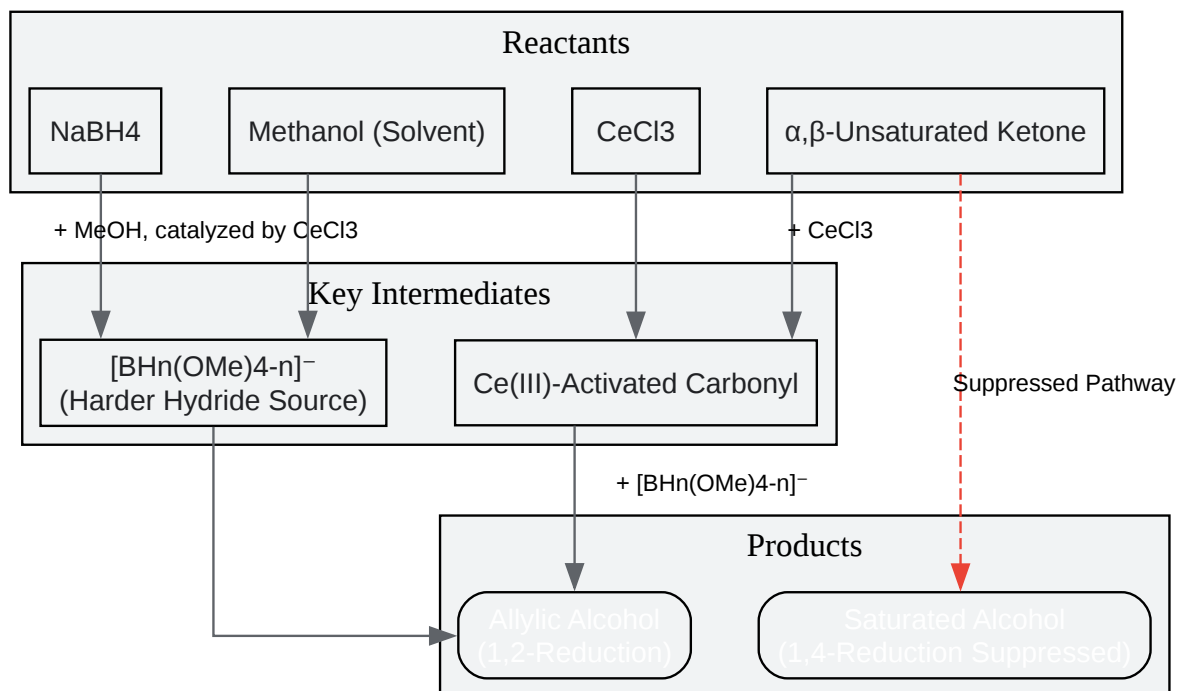 Reactants
NaBH4
Methanol (Solvent)
CeCl3
α,β-Unsaturated Ketone
+ MeOH, catalyzed by CeCl3
+ CeCl3
Key Intermediates
[BHn(OMe)4-n]⁻
(Harder Hydride Source)
Ce(III)-Activated Carbonyl
Suppressed Pathway
+ [BHn(OMe)4-n]⁻
Products
Allylic Alcohol
(1,2-Reduction)
Saturated Alcohol
(1,4-Reduction Suppressed)